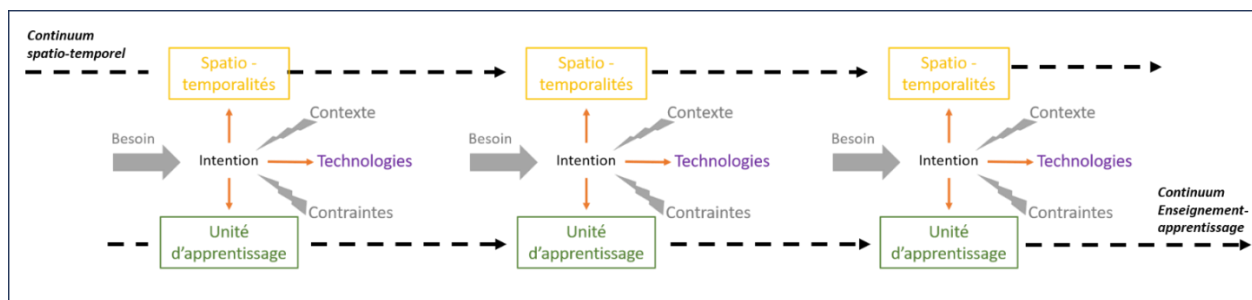 Continuum
spatio-temporel
Spatio -
temporalités
Spatio -
temporalités
Spatio -
temporalités
Contexte
Contexte
Contexte
Besoin
Besoin
Besoin
Intention
Technologies
Intention
Technologies
Intention
Technologies
Contraintes
Contraintes
Contraintes
Continuum
Enseignement-
apprentissage
Unité
d'apprentissage
Unité
d'apprentissage
Unité
d'apprentissage